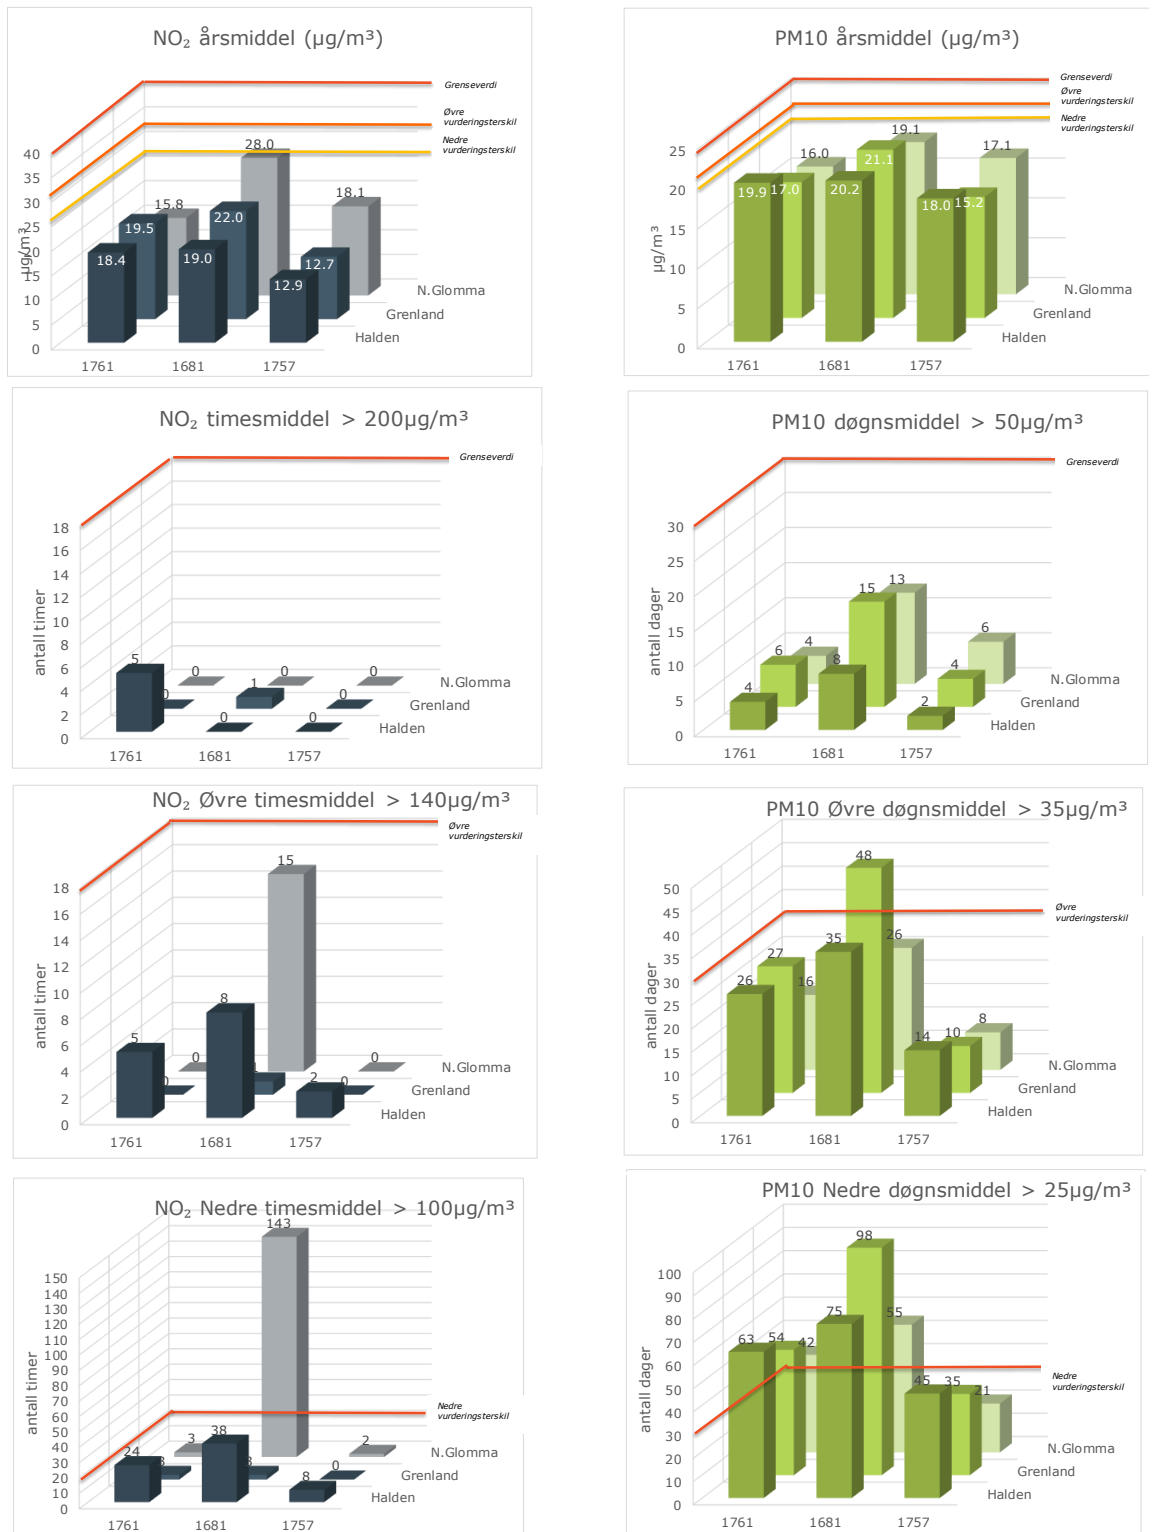 NO₂ årsmiddel (µg/m³)
Grenseverdi
Øvre
vurderingsterskil
Nedre
vurderingsterskil
40
35
30
25
20
15
10
5
0
µg/m³
18.4
19.5
15.8
19.0
22.0
28.0
12.9
12.7
18.1
N.Glomma
Grenland
Halden
1761 1681 1757
PM10 årsmiddel (µg/m³)
Grenseverdi
Øvre
vurderingsterskil
Nedre
vurderingsterskil
25
20
15
10
5
0
µg/m³
19.9
17.0
16.0
20.2
21.1
19.1
18.0
15.2
17.1
N.Glomma
Grenland
Halden
1761 1681 1757
NO₂ timesmiddel > 200µg/m³
Grenseverdi
18
16
14
12
10
8
6
4
2
0
antall timer
5
0
0
0
1
0
0
0
0
N.Glomma
Grenland
Halden
1761 1681 1757
PM10 døgnsmiddel > 50µg/m³
Grenseverdi
30
25
20
15
10
5
0
antall dager
4
6
4
8
15
13
2
4
6
N.Glomma
Grenland
Halden
1761 1681 1757
NO₂ Øvre timesmiddel > 140µg/m³
Øvre
vurderingsterskil
18
16
14
12
10
8
6
4
2
0
antall timer
5
0
0
8
1
15
2
0
0
N.Glomma
Grenland
Halden
1761 1681 1757
PM10 Øvre døgnsmiddel > 35µg/m³
Øvre
vurderingsterskil
50
45
40
35
30
25
20
15
10
5
0
antall dager
26
27
16
35
48
26
14
10
8
N.Glomma
Grenland
Halden
1761 1681 1757
NO₂ Nedre timesmiddel > 100µg/m³
Nedre
vurderingsterskil
150
140
130
120
110
100
90
80
70
60
50
40
30
20
10
0
antall timer
24
3
3
38
3
143
8
0
2
N.Glomma
Grenland
Halden
1761 1681 1757
PM10 Nedre døgnsmiddel > 25µg/m³
Nedre
vurderingsterskil
100
90
80
70
60
50
40
30
20
10
0
antall dager
63
54
42
75
98
55
45
35
21
N.Glomma
Grenland
Halden
1761 1681 1757